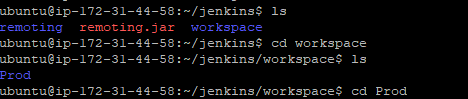 ubuntu@ip-172-31-44-58:~/jenkins$ ls
remoting  remoting.jar  workspace
ubuntu@ip-172-31-44-58:~/jenkins$ cd workspace
ubuntu@ip-172-31-44-58:~/jenkins/workspace$ ls
Prod
ubuntu@ip-172-31-44-58:~/jenkins/workspace$ cd Prod